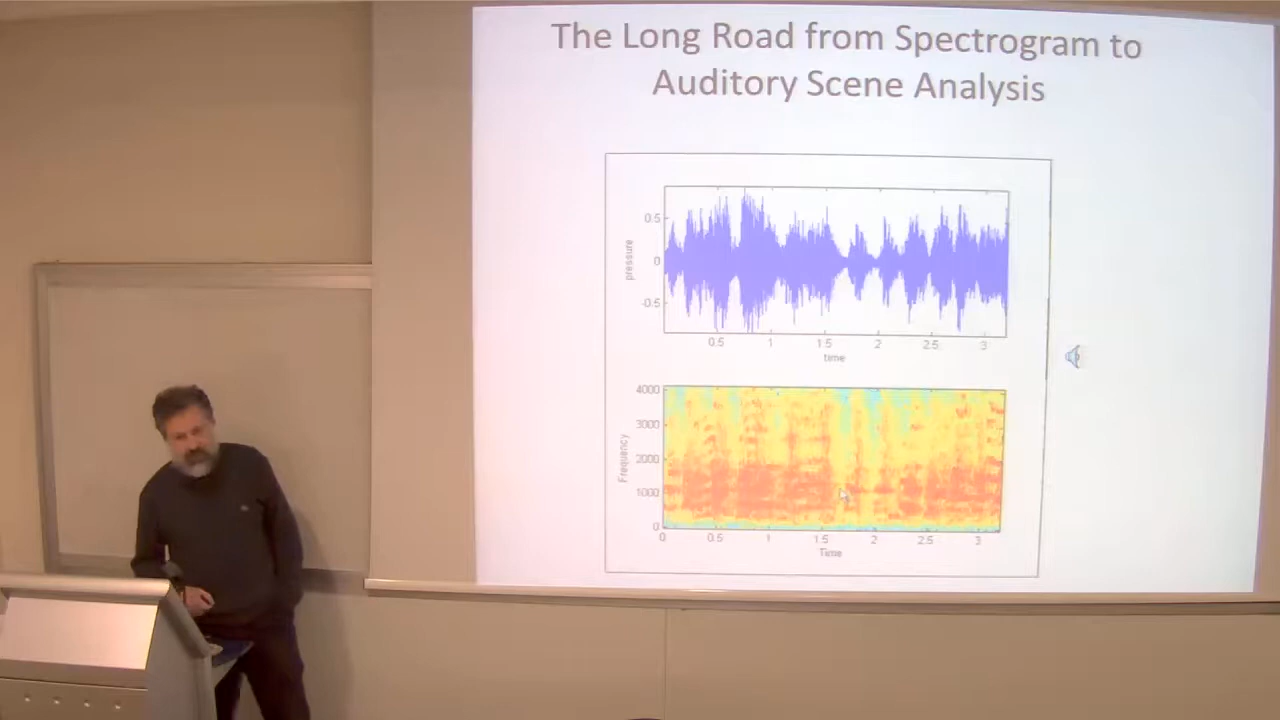 The Long Road from Spectrogram to
Auditory Scene Analysis
0.5
0
-0.5
pressure
0.5 1 1.5 2 2.5 3
time
4000
3000
2000
1000
0
Frequency
0 0.5 1 1.5 2 2.5 3
Time